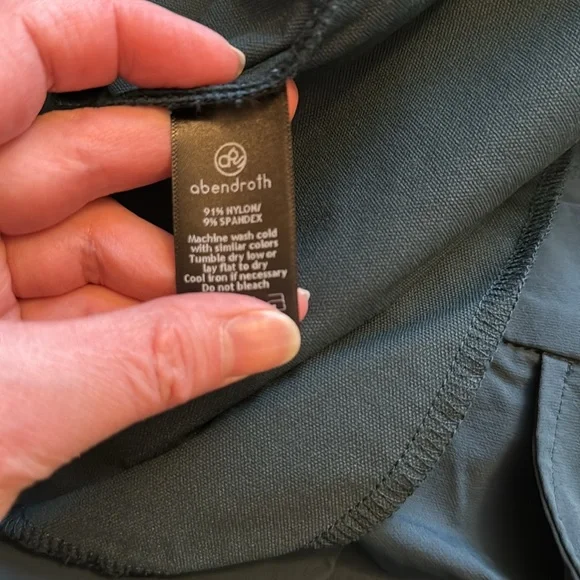 abendroth
91% NYLON/
9% SPANDEX
Machine wash cold
with similar colors
Tumble dry low or
lay flat to dry
Cool iron if necessary
Do not bleach